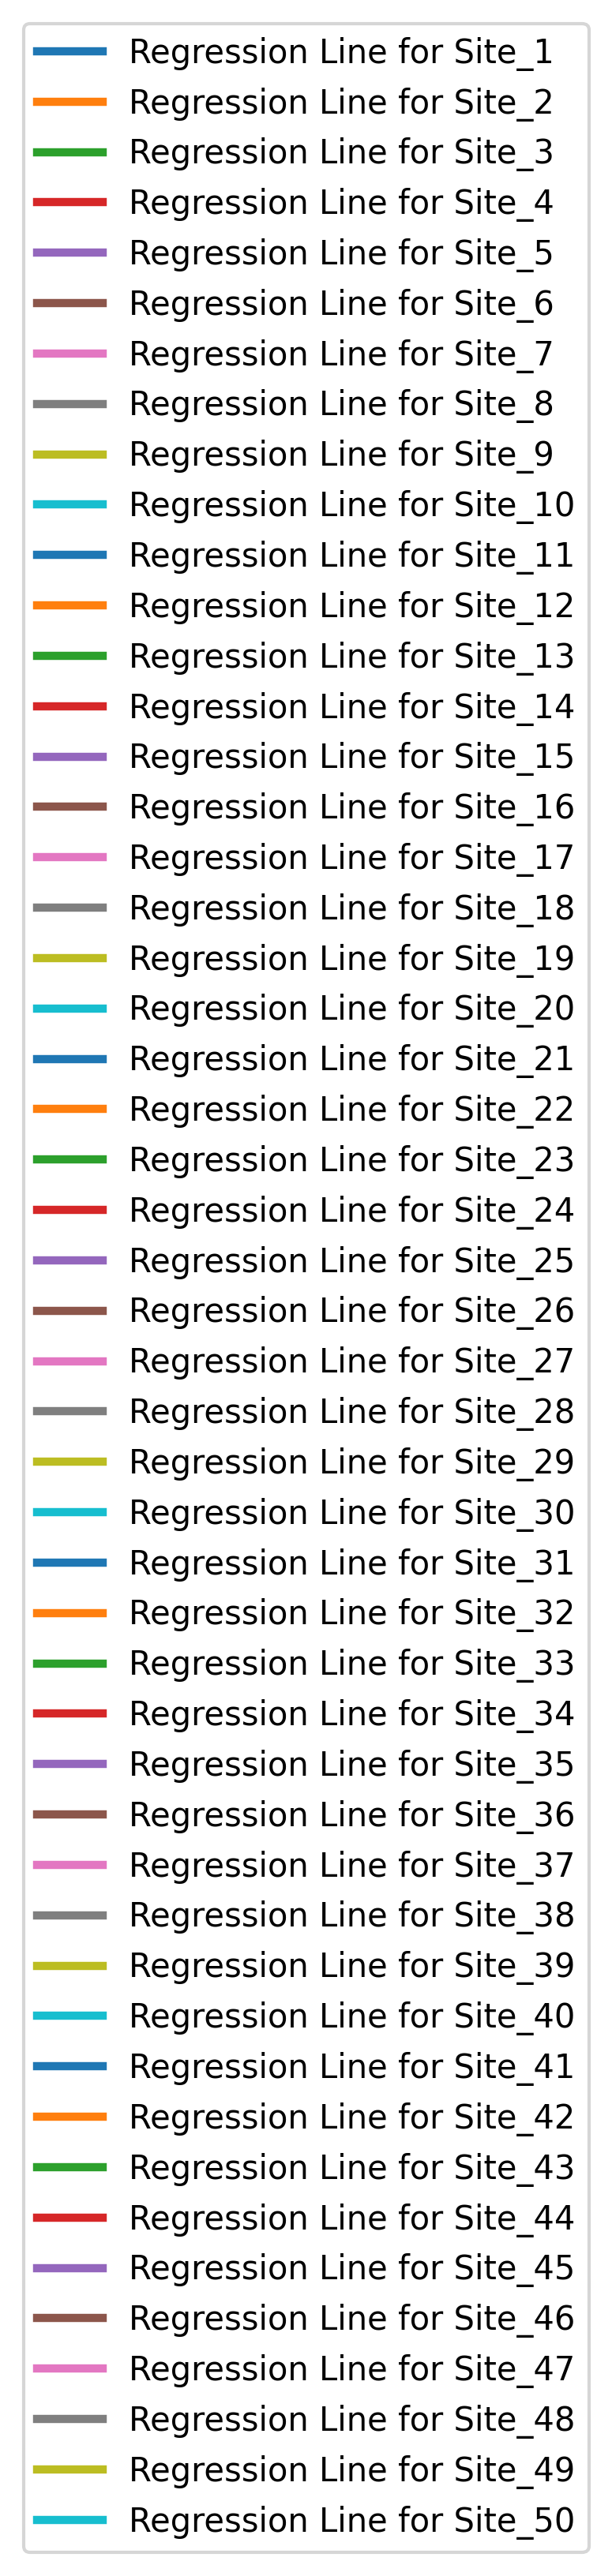 Regression Line for Site_1
Regression Line for Site_2
Regression Line for Site_3
Regression Line for Site_4
Regression Line for Site_5
Regression Line for Site_6
Regression Line for Site_7
Regression Line for Site_8
Regression Line for Site_9
Regression Line for Site_10
Regression Line for Site_11
Regression Line for Site_12
Regression Line for Site_13
Regression Line for Site_14
Regression Line for Site_15
Regression Line for Site_16
Regression Line for Site_17
Regression Line for Site_18
Regression Line for Site_19
Regression Line for Site_20
Regression Line for Site_21
Regression Line for Site_22
Regression Line for Site_23
Regression Line for Site_24
Regression Line for Site_25
Regression Line for Site_26
Regression Line for Site_27
Regression Line for Site_28
Regression Line for Site_29
Regression Line for Site_30
Regression Line for Site_31
Regression Line for Site_32
Regression Line for Site_33
Regression Line for Site_34
Regression Line for Site_35
Regression Line for Site_36
Regression Line for Site_37
Regression Line for Site_38
Regression Line for Site_39
Regression Line for Site_40
Regression Line for Site_41
Regression Line for Site_42
Regression Line for Site_43
Regression Line for Site_44
Regression Line for Site_45
Regression Line for Site_46
Regression Line for Site_47
Regression Line for Site_48
Regression Line for Site_49
Regression Line for Site_50